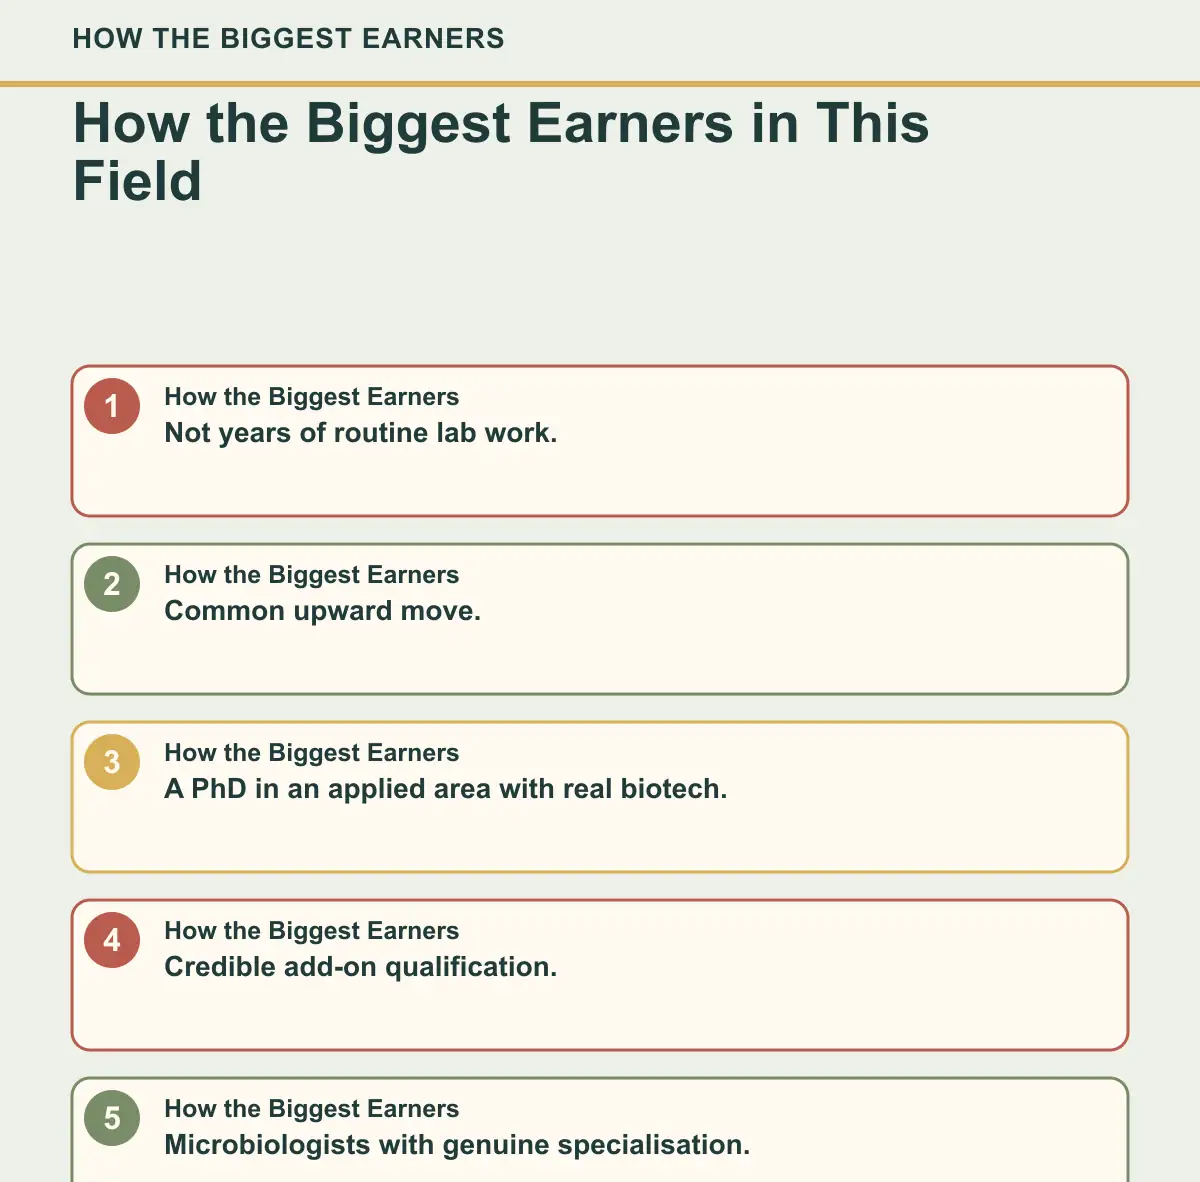 HOW THE BIGGEST EARNERS
How the Biggest Earners in This
Field
1
How the Biggest Earners
Not years of routine lab work.
2
How the Biggest Earners
Common upward move.
3
How the Biggest Earners
A PhD in an applied area with real biotech.
4
How the Biggest Earners
Credible add-on qualification.
5
How the Biggest Earners
Microbiologists with genuine specialisation.